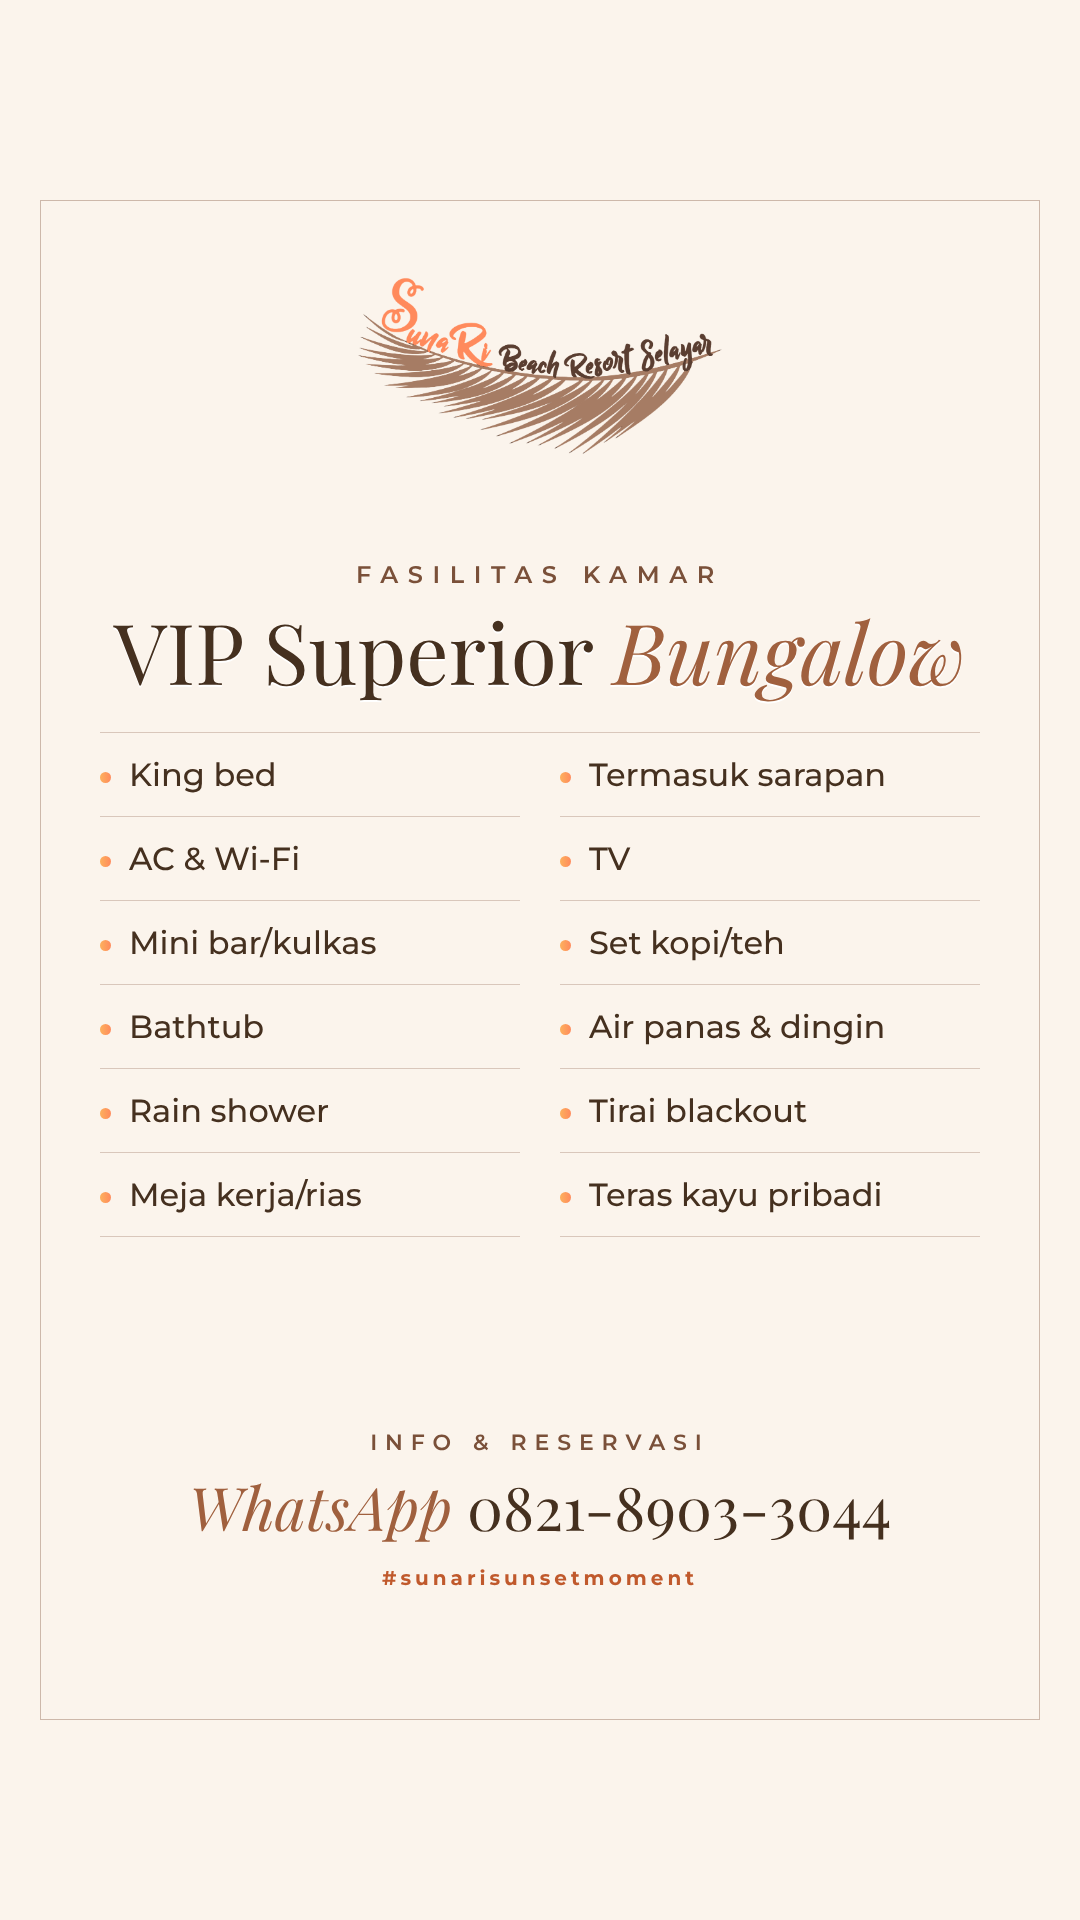 SunaRi Beach Resort Selayar
FASILITAS KAMAR
VIP Superior Bungalow
King bed
Termasuk sarapan
AC & Wi-Fi
TV
Mini bar/kulkas
Set kopi/teh
Bathtub
Air panas & dingin
Rain shower
Tirai blackout
Meja kerja/rias
Teras kayu pribadi
INFO & RESERVASI
WhatsApp 0821-8903-3044
#sunarisunsetmoment